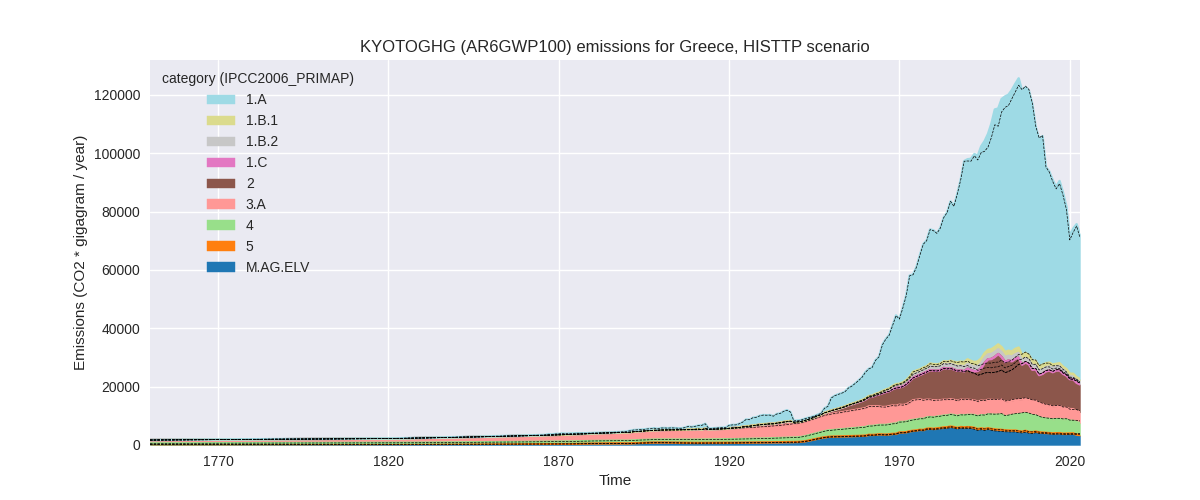 KYOTOGHG (AR6GWP100) emissions for Greece, HISTTP scenario
category (IPCC2006_PRIMAP)
1.A
1.B.1
1.B.2
1.C
2
3.A
4
5
M.AG.ELV
Emissions (CO2 * gigagram / year)
120000
100000
80000
60000
40000
20000
0
1770
1820
1870
1920
1970
2020
Time